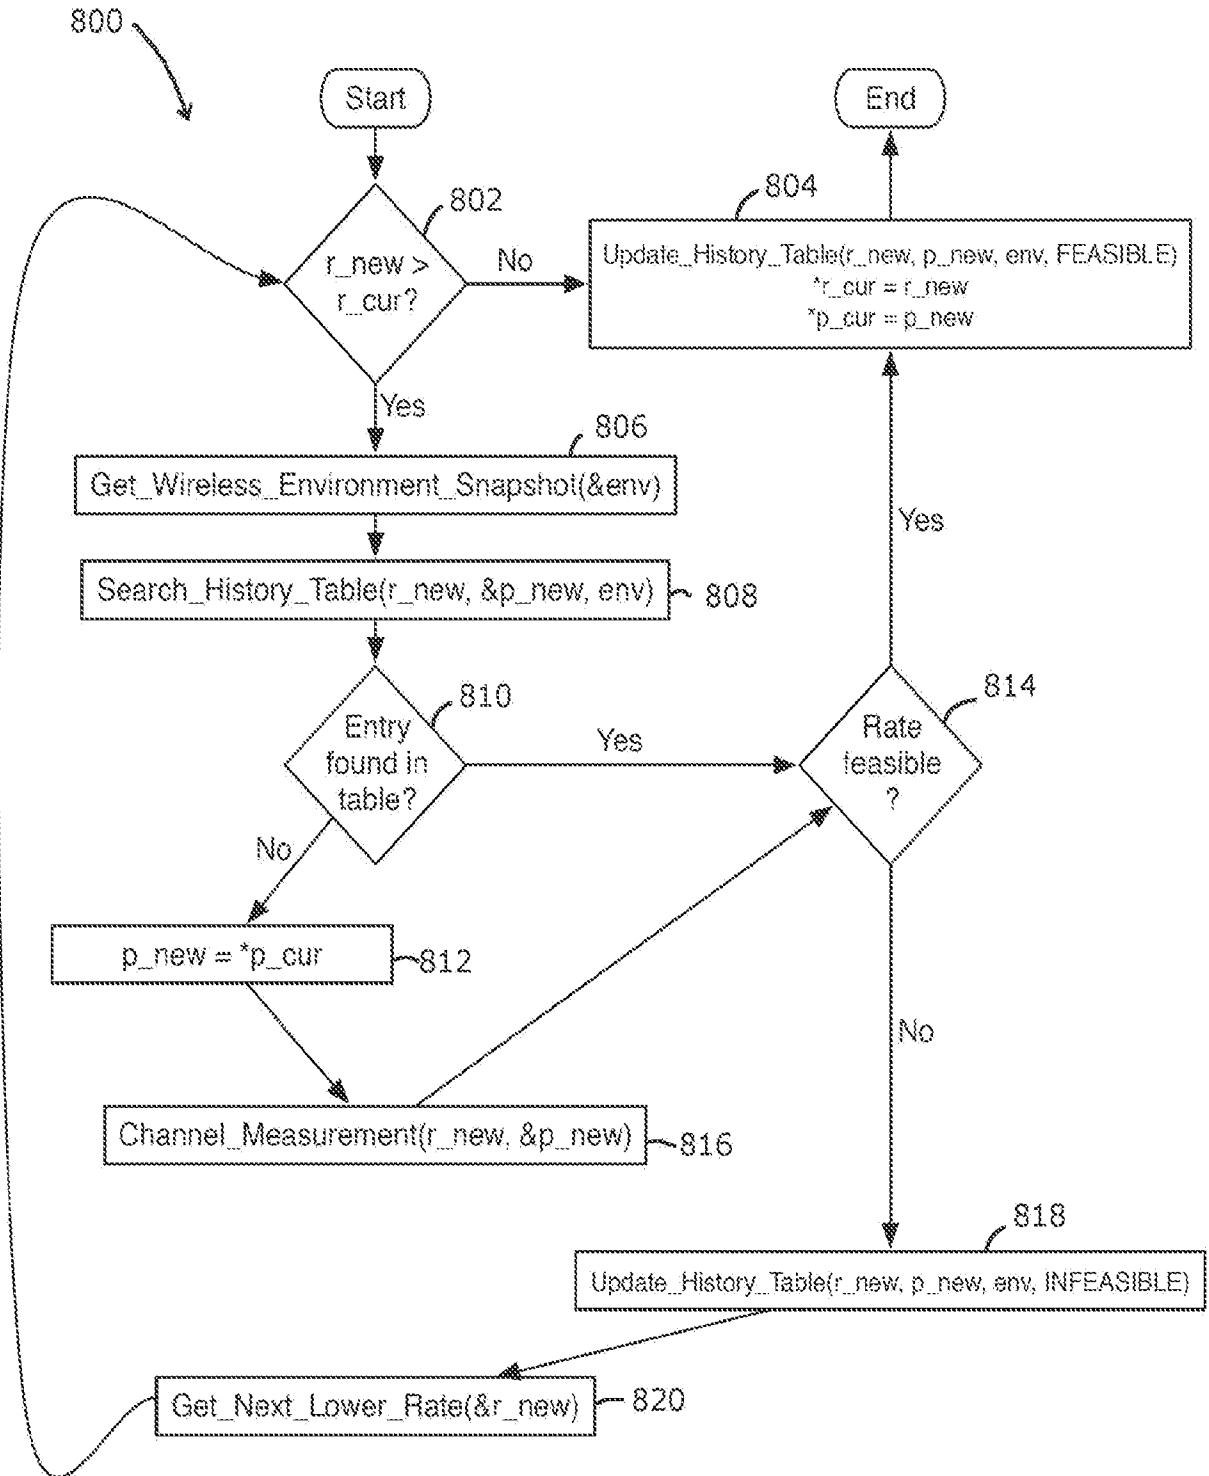 800
Start
End
802
r_new >
r_cur?
No
804
Update_History_Table(r_new, p_new, env, FEASIBLE)
*r_cur = r_new
*p_cur = p_new
Yes
806
Get_Wireless_Environment_Snapshot(&env)
Yes
Search_History_Table(r_new, &p_new, env)
808
810
Entry
found in
table?
Yes
814
Rate
feasible
?
No
p_new = *p_cur
812
No
Channel_Measurement(r_new, &p_new)
816
818
Update_History_Table(r_new, p_new, env, INFEASIBLE)
Get_Next_Lower_Rate(&r_new)
820